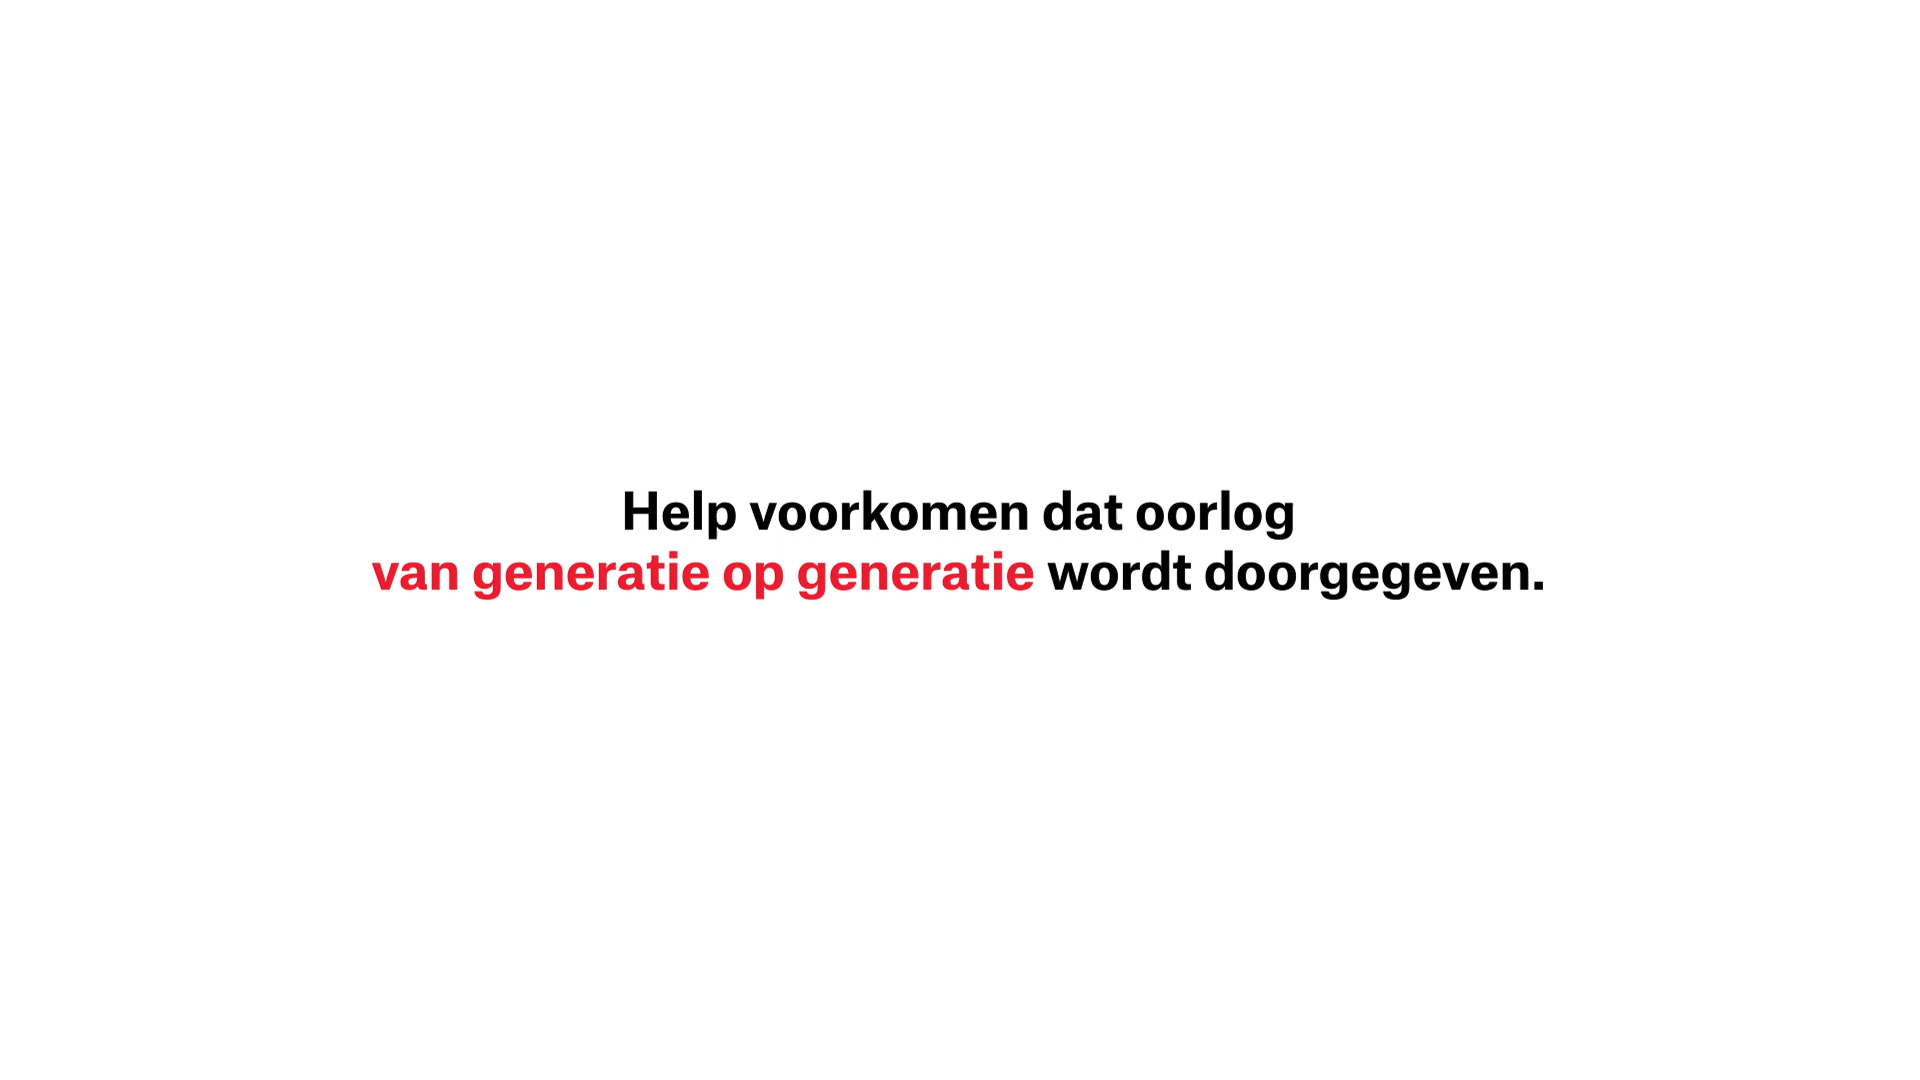 Help voorkomen dat oorlog
van generatie op generatie wordt doorgegeven.